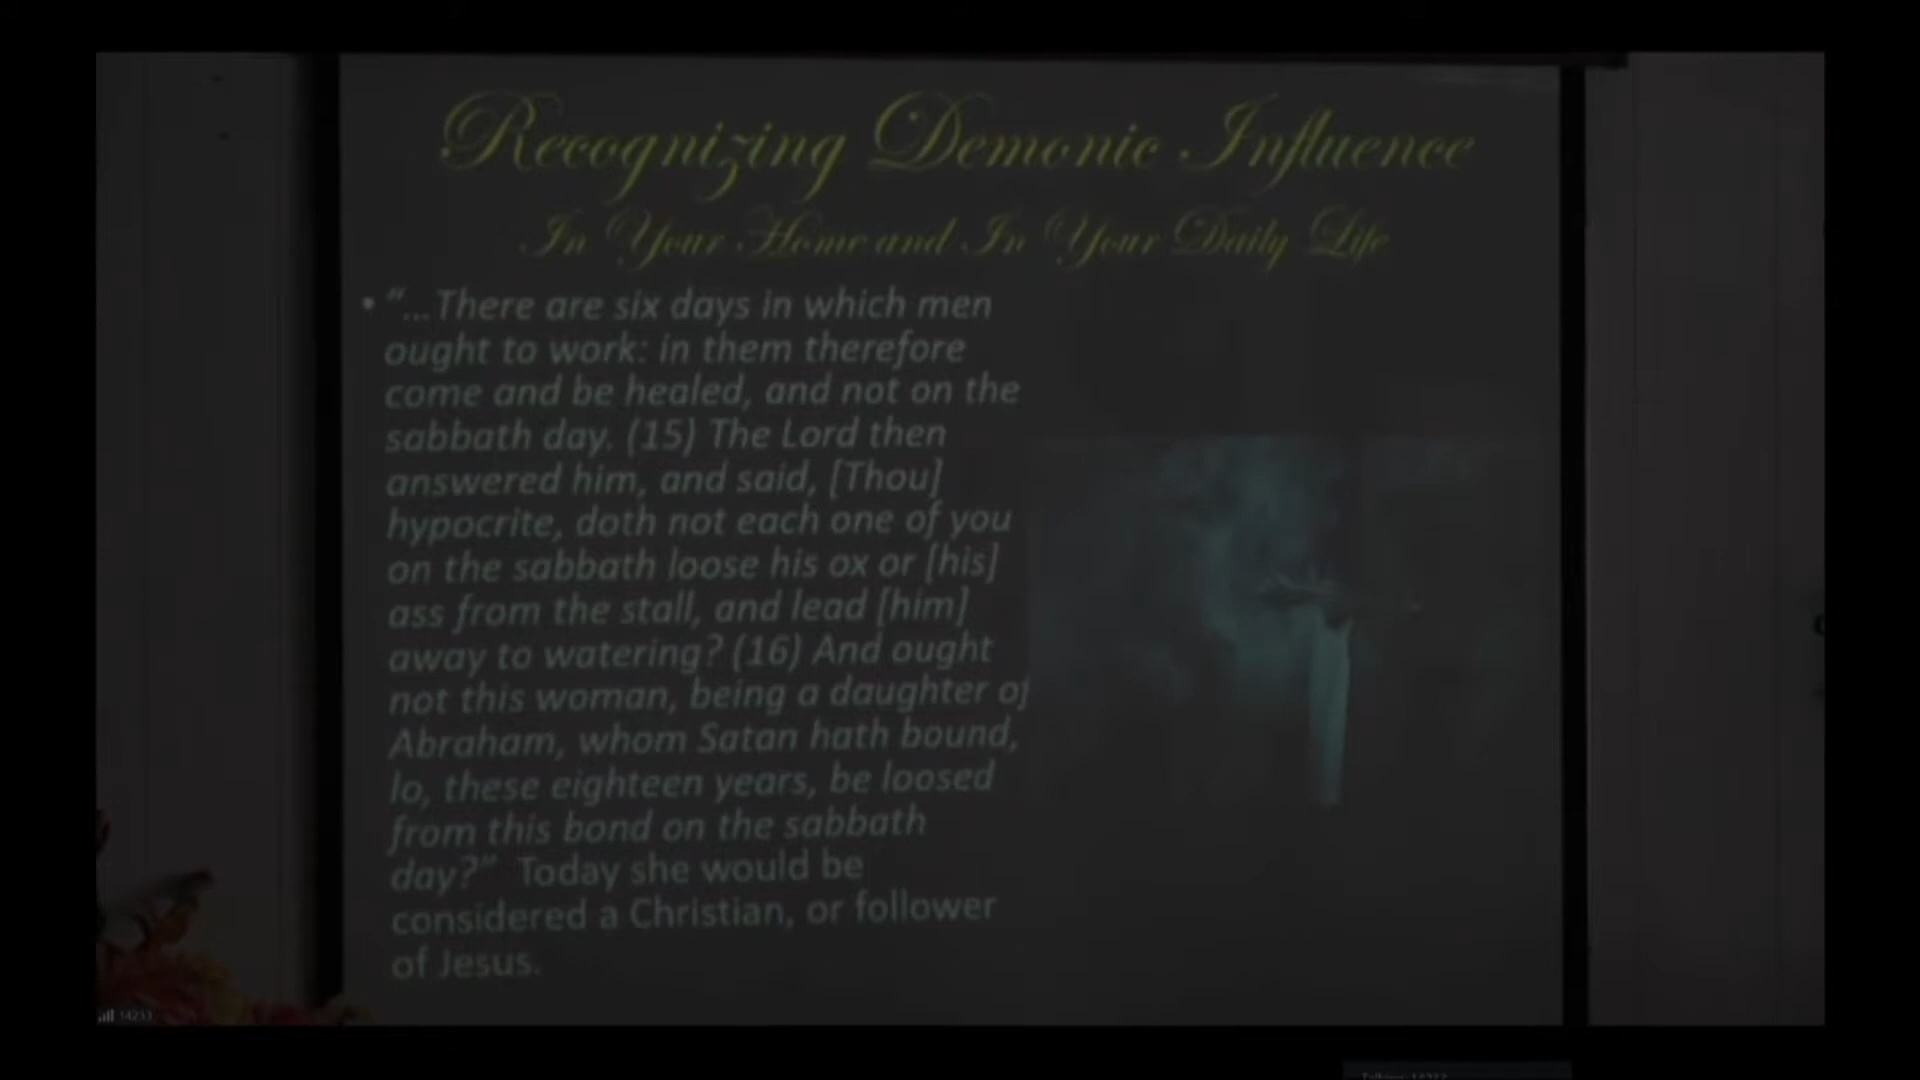 Recognizing Demonic Influence
In Your Home and In Your Daily Life
• “...There are six days in which men
ought to work: in them therefore
come and be healed, and not on the
sabbath day. (15) The Lord then
answered him, and said, [Thou]
hypocrite, doth not each one of you
on the sabbath loose his ox or [his]
ass from the stall, and lead [him]
away to watering? (16) And ought
not this woman, being a daughter of
Abraham, whom Satan hath bound,
lo, these eighteen years, be loosed
from this bond on the sabbath
day?” Today she would be
considered a Christian, or follower
of Jesus.